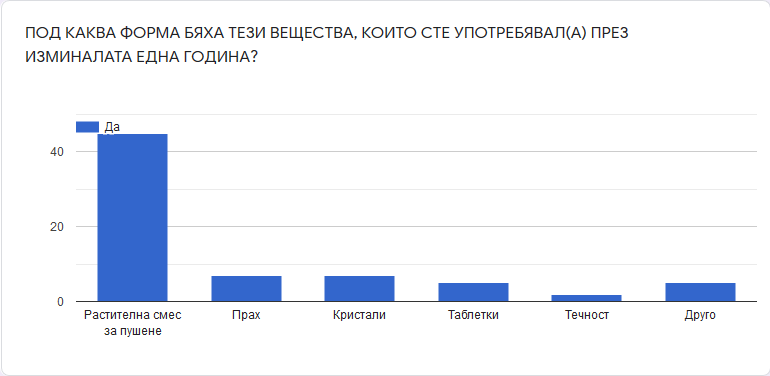 ПОД КАКВА ФОРМА БЯХА ТЕЗИ ВЕЩЕСТВА, КОИТО СТЕ УПОТРЕБЯВАЛ(А) ПРЕЗ
ИЗМИНАЛАТА ЕДНА ГОДИНА?
Да
40
20
0
Растителна смес
за пушене
Прах
Кристали
Таблетки
Течност
Друго